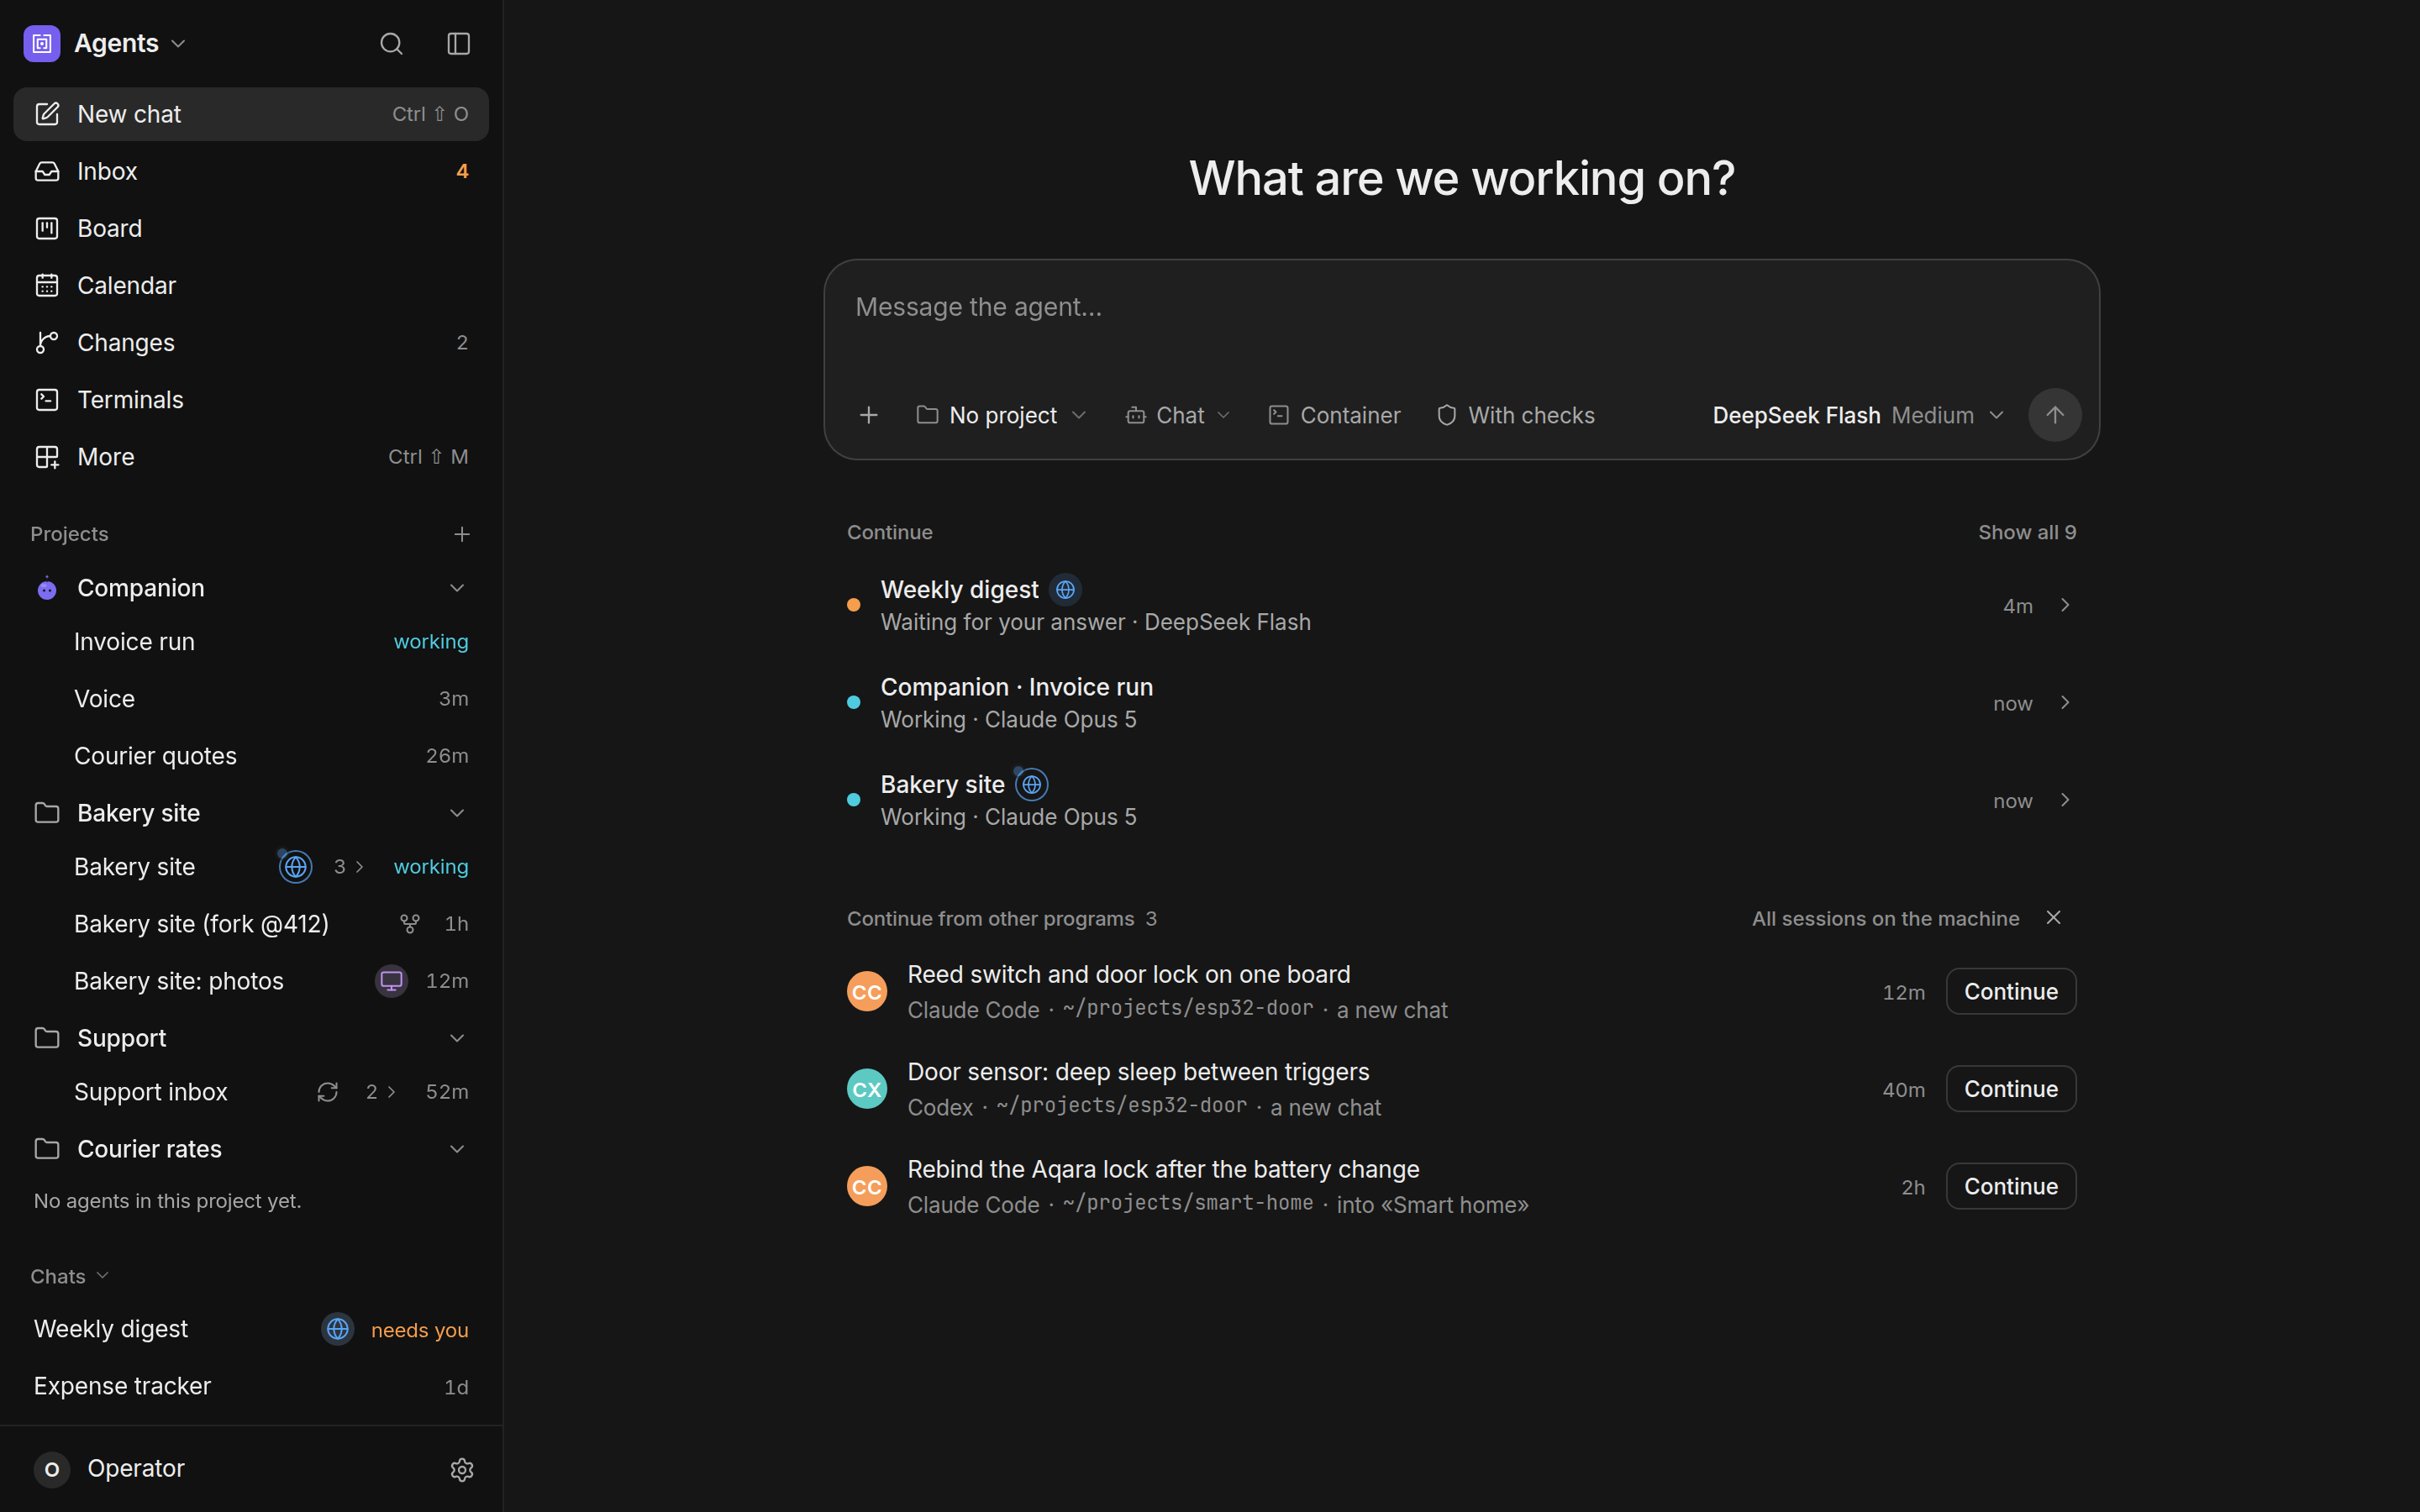 Agents
New chat Ctrl ⇧ O
Inbox 4
Board
Calendar
Changes 2
Terminals
More Ctrl ⇧ M
Projects
Companion
Invoice run working
Voice 3m
Courier quotes 26m
Bakery site
Bakery site 3 working
Bakery site (fork @412) 1h
Bakery site: photos 12m
Support
Support inbox 2 52m
Courier rates
No agents in this project yet.
Chats
Weekly digest needs you
Expense tracker 1d
O Operator
What are we working on?
Message the agent...
No project Chat Container With checks DeepSeek Flash Medium
Continue Show all 9
Weekly digest
Waiting for your answer · DeepSeek Flash 4m
Companion · Invoice run
Working · Claude Opus 5 now
Bakery site
Working · Claude Opus 5 now
Continue from other programs 3 All sessions on the machine
CC Reed switch and door lock on one board
Claude Code · ~/projects/esp32-door · a new chat 12m Continue
CX Door sensor: deep sleep between triggers
Codex · ~/projects/esp32-door · a new chat 40m Continue
CC Rebind the Aqara lock after the battery change
Claude Code · ~/projects/smart-home · into «Smart home» 2h Continue